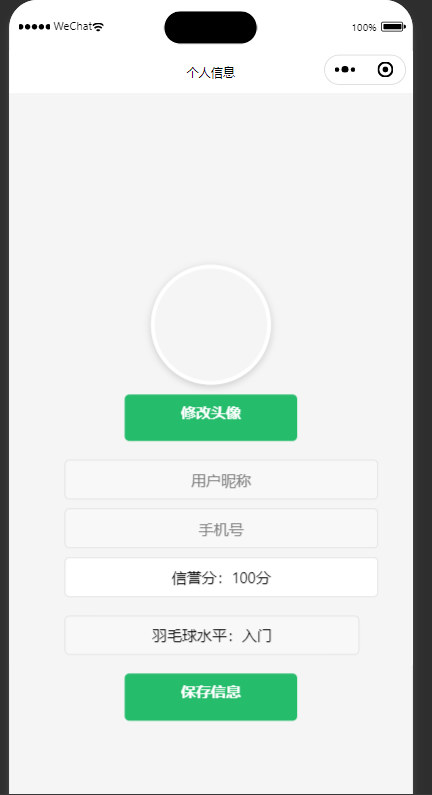 WeChat
100%
个人信息
修改头像
用户昵称
手机号
信誉分：100分
羽毛球水平：入门
保存信息